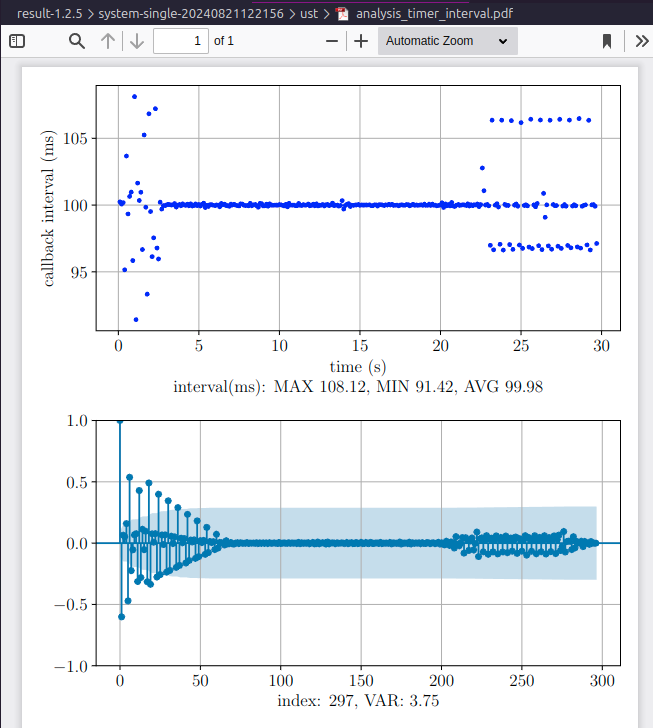 result-1.2.5 > system-single-20240821122156 > ust > analysis_timer_interval.pdf
1 of 1 Automatic Zoom
105
100
95
callback interval (ms)
0 5 10 15 20 25 30
time (s)
interval(ms): MAX 108.12, MIN 91.42, AVG 99.98
1.0
0.5
0.0
−0.5
−1.0
0 50 100 150 200 250 300
index: 297, VAR: 3.75